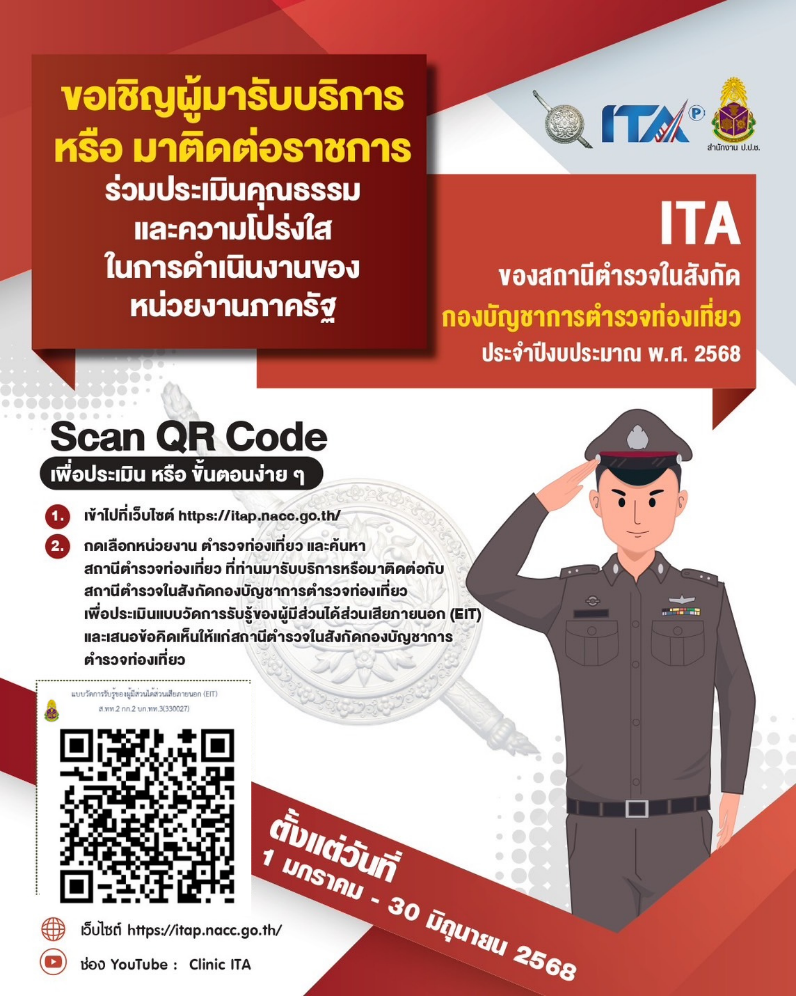 ขอเชิญผู้มารับบริการ
หรือ มาติดต่อราชการ
ร่วมประเมินคุณธรรม
และความโปร่งใส
ในการดำเนินงานของ
หน่วยงานภาครัฐ
ITA P
สำนักงาน ป.ป.ช.
ITA
ของสถานีตำรวจในสังกัด
กองบัญชาการตำรวจท่องเที่ยว
ประจำปีงบประมาณ พ.ศ. 2568
Scan QR Code
เพื่อประเมิน หรือ ขั้นตอนง่าย ๆ
1. เข้าไปที่เว็บไซต์ https://itap.nacc.go.th/
2. กดเลือกหน่วยงาน ตำรวจท่องเที่ยว และค้นหา
สถานีตำรวจท่องเที่ยว ที่ท่านมารับบริการหรือมาติดต่อกับ
สถานีตำรวจในสังกัดกองบัญชาการตำรวจท่องเที่ยว
เพื่อประเมินแบบวัดการรับรู้ของผู้มีส่วนได้ส่วนเสียภายนอก (EIT)
และเสนอข้อคิดเห็นให้แก่สถานีตำรวจในสังกัดกองบัญชาการ
ตำรวจท่องเที่ยว
แบบวัดการรับรู้ของผู้มีส่วนได้ส่วนเสียภายนอก (EIT)
ส.ทท.2 กก.2 บก.ทท.3(330027)
ตั้งแต่วันที่
1 มกราคม - 30 มิถุนายน 2568
เว็บไซต์ https://itap.nacc.go.th/
ช่อง YouTube : Clinic ITA